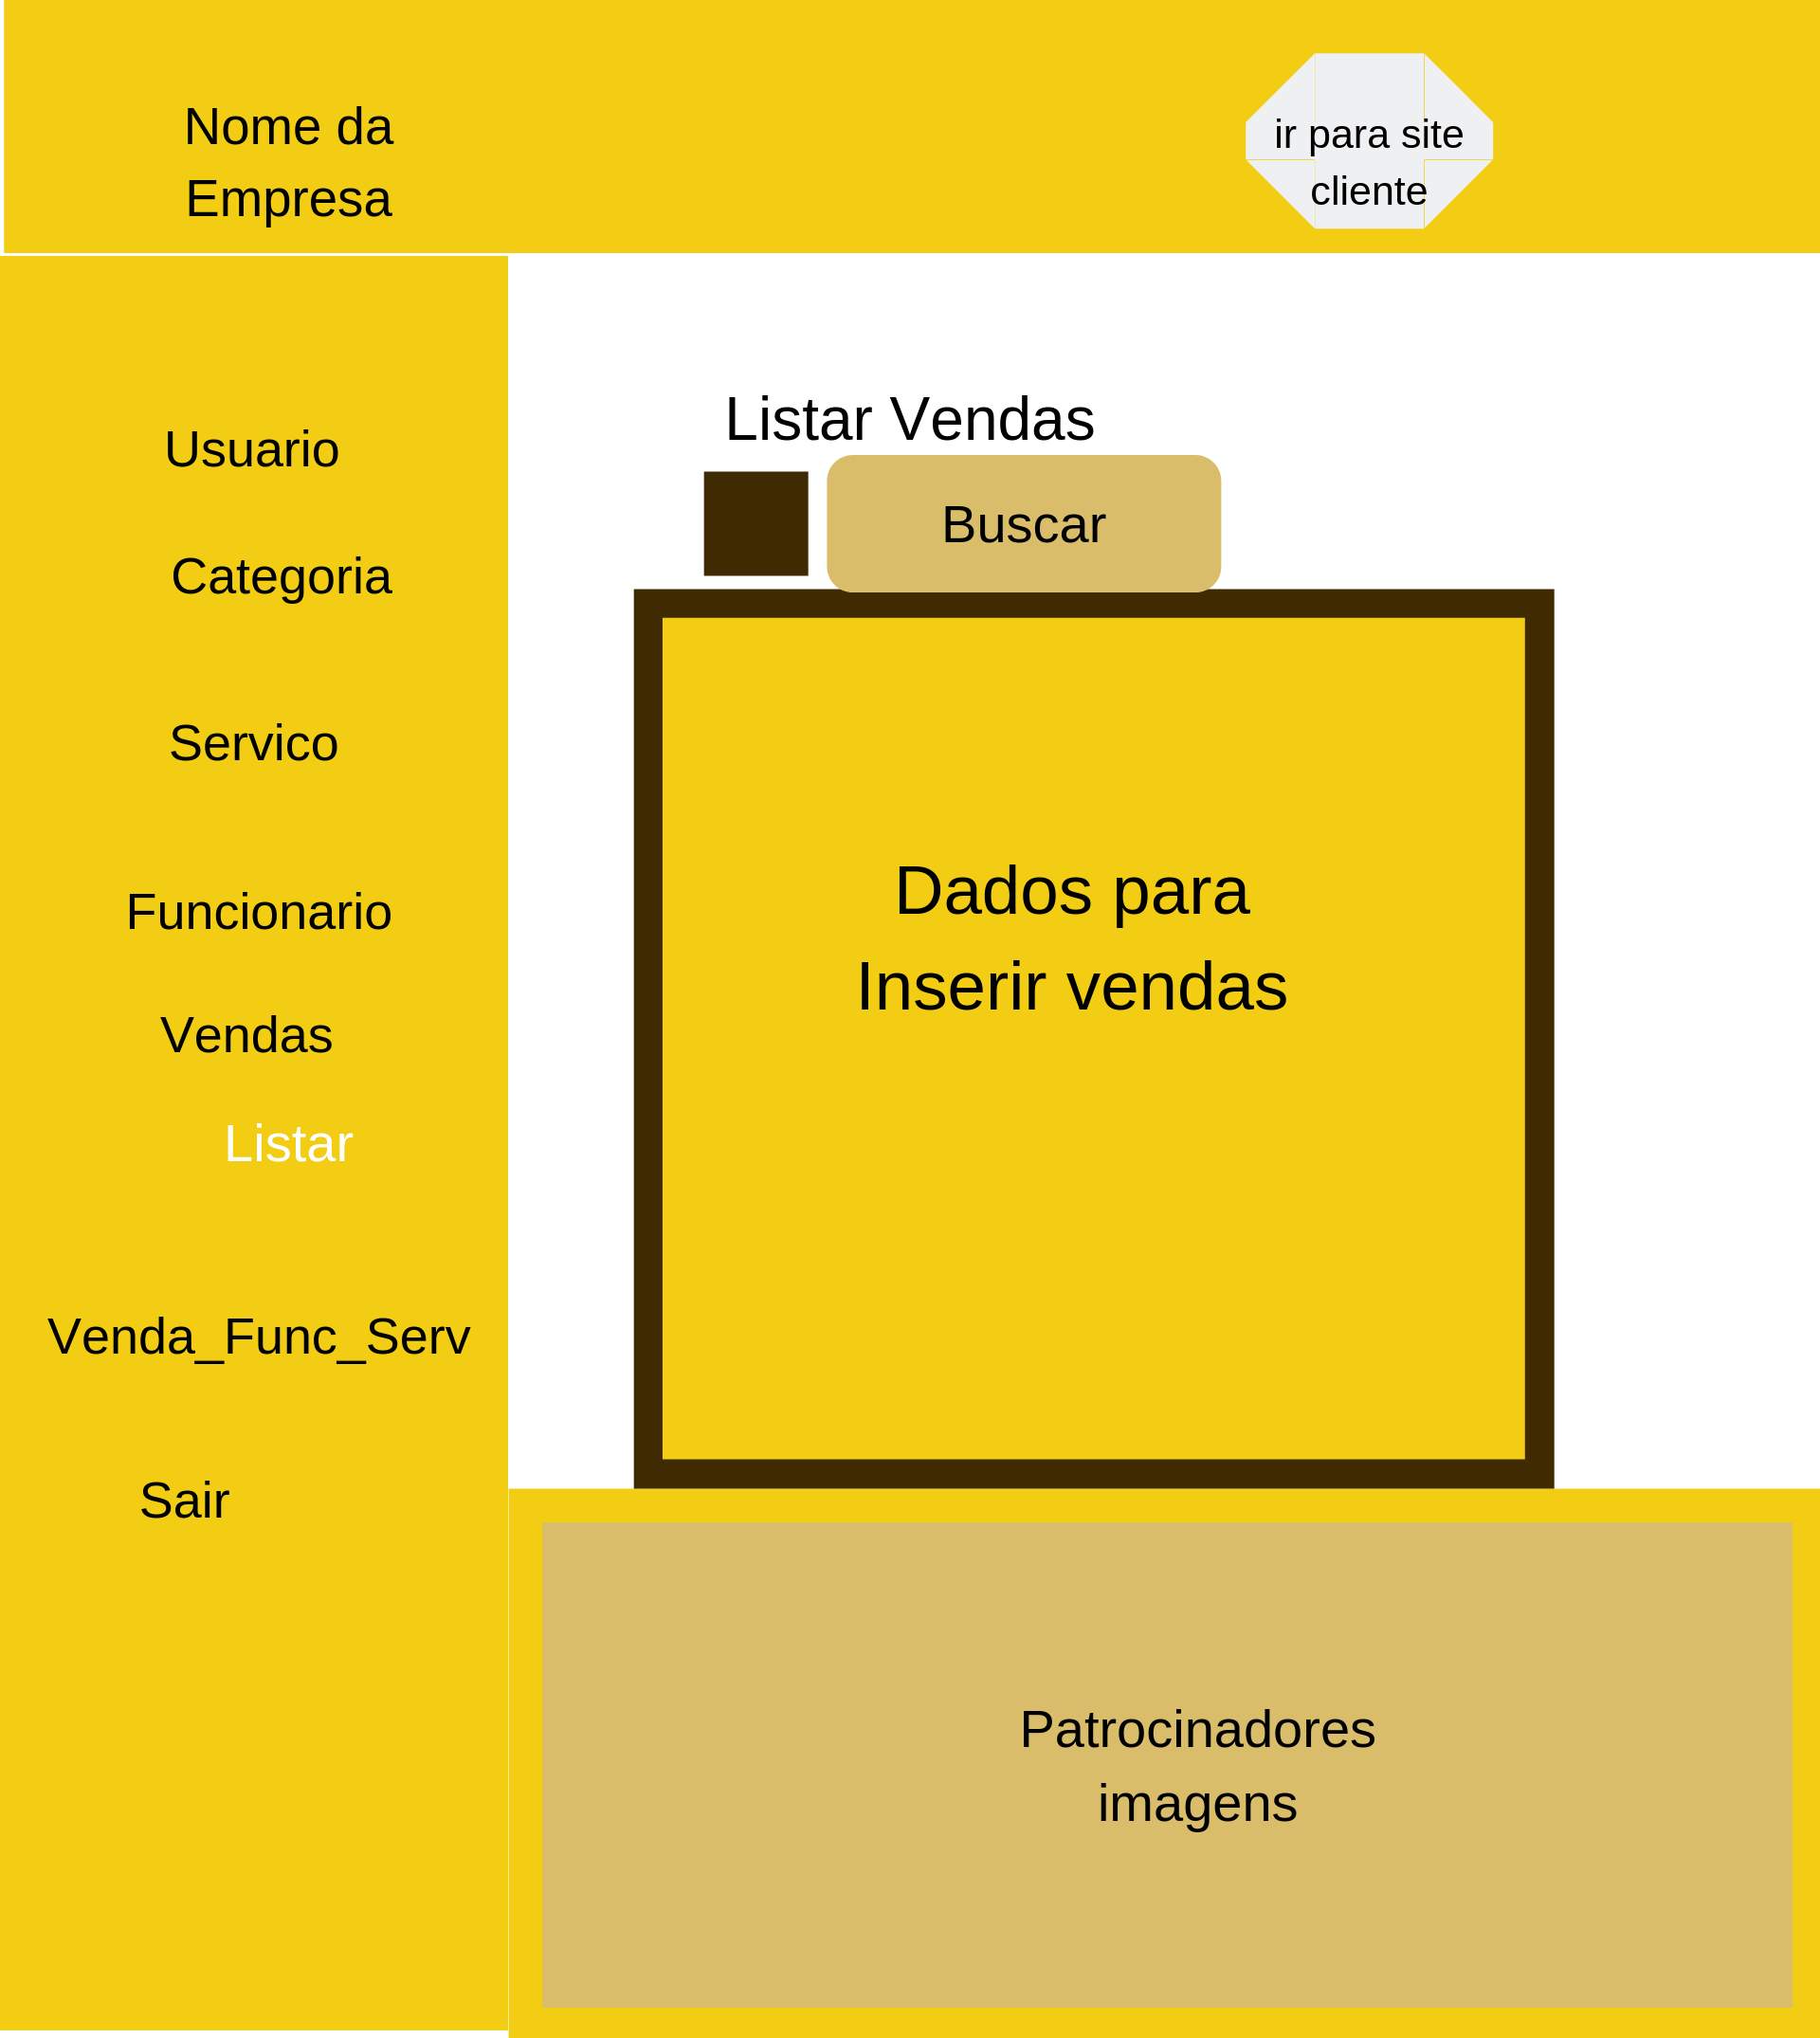 Nome da
Empresa
ir para site
cliente
Usuario
Categoria
Servico
Funcionario
Vendas
Listar
Venda_Func_Serv
Sair
Listar Vendas
Buscar
Dados para
Inserir vendas
Patrocinadores
imagens